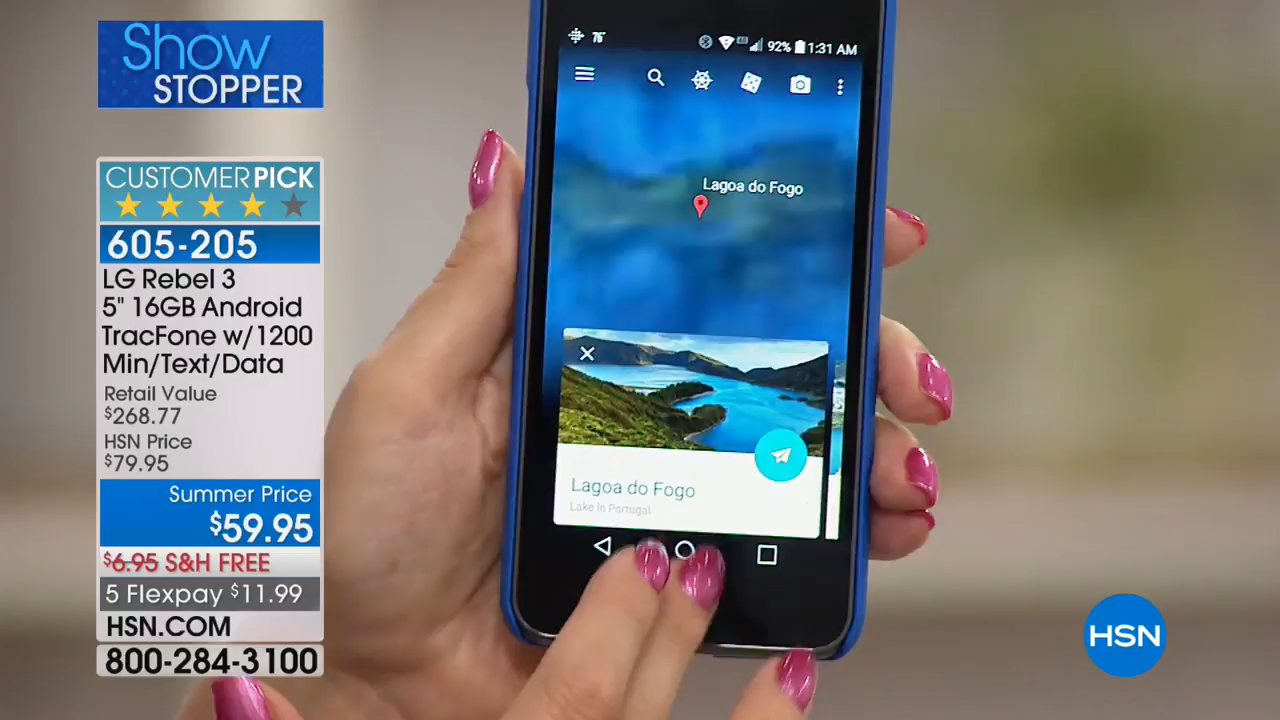 Show
STOPPER
CUSTOMER PICK
605-205
LG Rebel 3
5" 16GB Android
TracFone w/1200
Min/Text/Data
Retail Value
$268.77
HSN Price
$79.95
Summer Price
$59.95
$6.95 S&H FREE
5 Flexpay $11.99
HSN.COM
800-284-3100
76°
92% 1:31 AM
Lagoa do Fogo
Lagoa do Fogo
Lake in Portugal
HSN